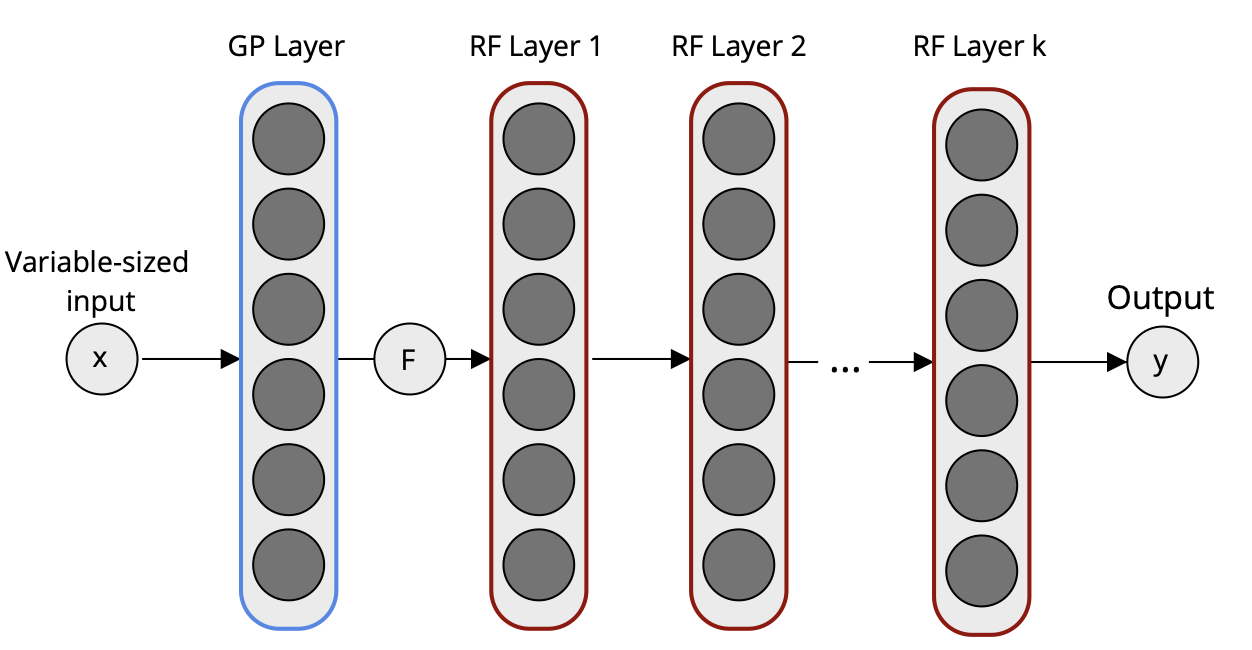 GP Layer
RF Layer 1
RF Layer 2
RF Layer k
Variable-sized
input
x
F
...
Output
y